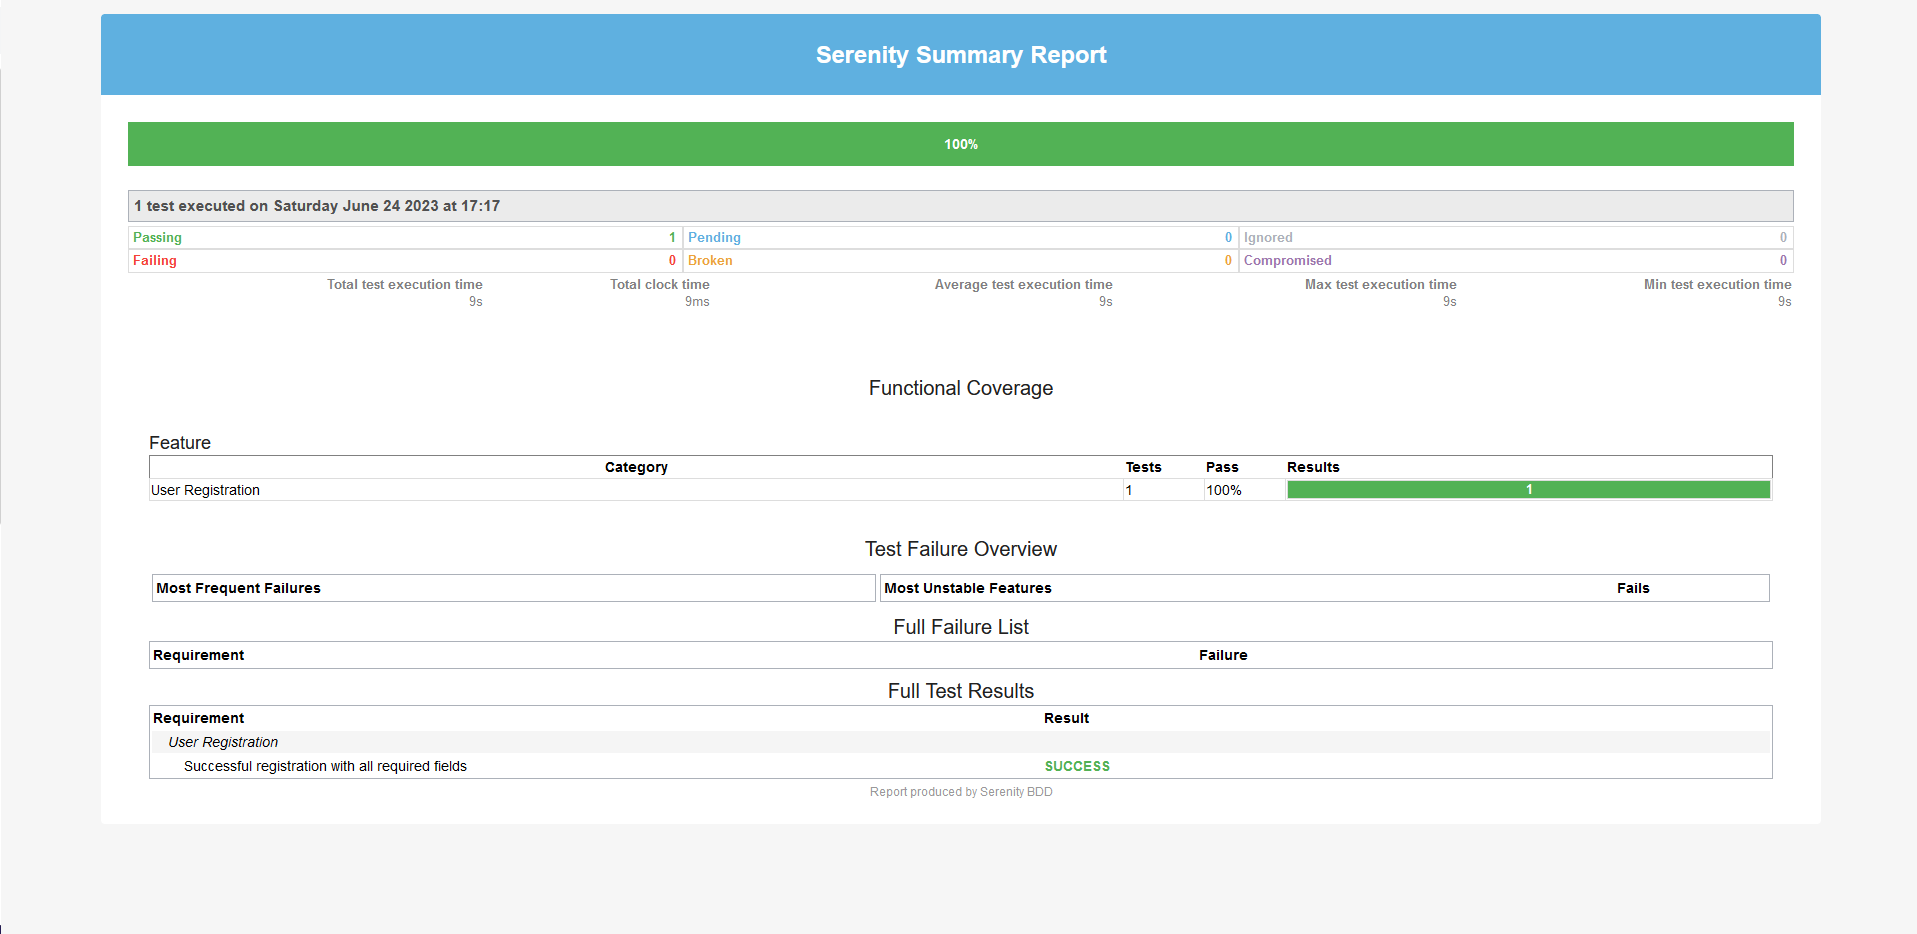 Serenity Summary Report
100%
1 test executed on Saturday June 24 2023 at 17:17
Passing 1 Pending 0 Ignored 0
Failing 0 Broken 0 Compromised 0
Total test execution time Total clock time Average test execution time Max test execution time Min test execution time
9s 9ms 9s 9s 9s
Functional Coverage
Feature
Category Tests Pass Results
User Registration 1 100% 1
Test Failure Overview
Most Frequent Failures Most Unstable Features Fails
Full Failure List
Requirement Failure
Full Test Results
Requirement Result
User Registration
Successful registration with all required fields SUCCESS
Report produced by Serenity BDD